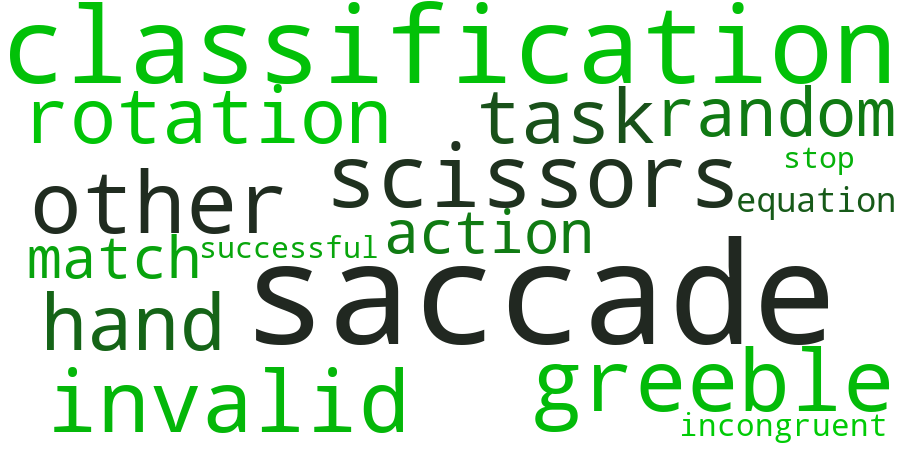 classification
rotation task random
scissors stop
other equation
match successful action
hand saccade
invalid greeble
incongruent